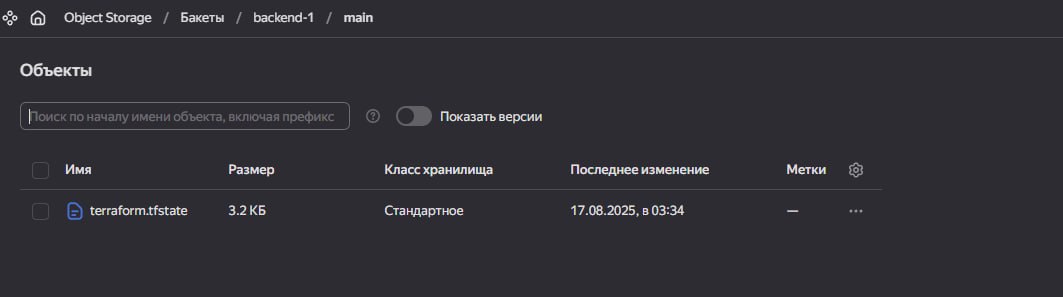 Object Storage / Бакеты / backend-1 / main
Объекты
Поиск по началу имени объекта, включая префикс ? Показать версии
Имя Размер Класс хранилища Последнее изменение Метки
terraform.tfstate 3.2 КБ Стандартное 17.08.2025, в 03:34 — ...